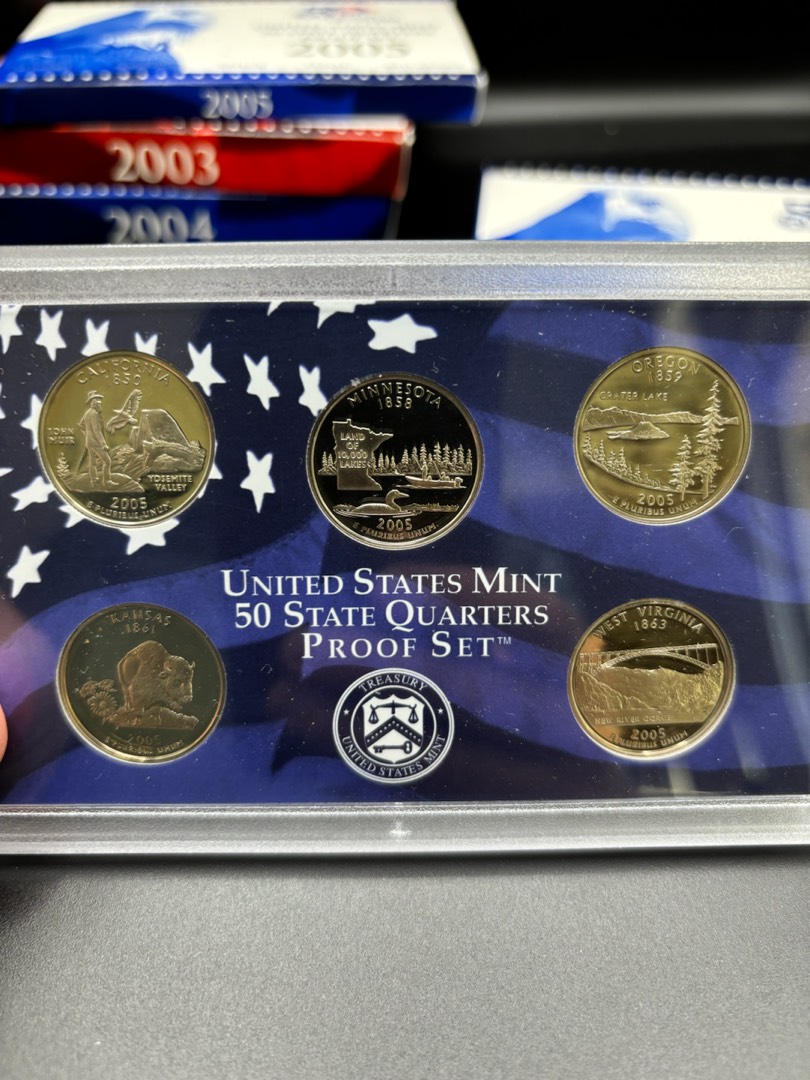 2005
2005
2003
2004
CALIFORNIA
1850
JOHN
MUIR
YOSEMITE
VALLEY
2005
E PLURIBUS UNUM
MINNESOTA
1858
LAND OF
10,000
LAKES
2005
E PLURIBUS UNUM
OREGON
1859
CRATER LAKE
2005
E PLURIBUS UNUM
UNITED STATES MINT
50 STATE QUARTERS
PROOF SET™
KANSAS
1861
2005
E PLURIBUS UNUM
TREASURY
UNITED STATES MINT
WEST VIRGINIA
1863
NEW RIVER GORGE
2005
E PLURIBUS UNUM